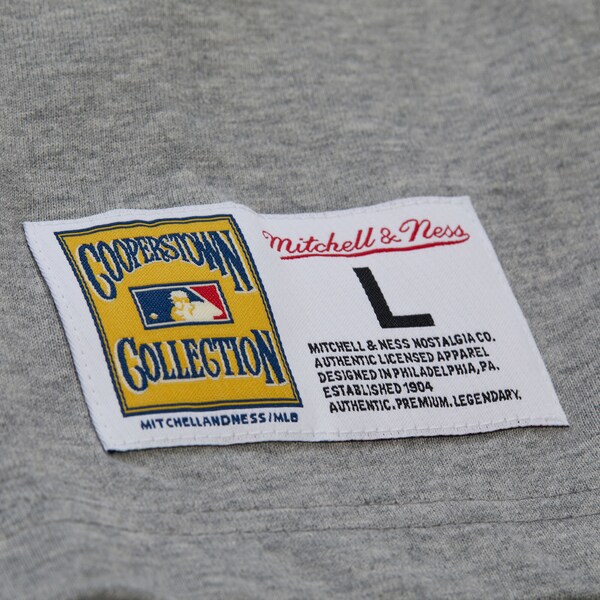 COOPERSTOWN
COLLECTION
MITCHELLANDNESS/MLB
Mitchell & Ness
L
MITCHELL & NESS NOSTALGIA CO.
AUTHENTIC LICENSED APPAREL
DESIGNED IN PHILADELPHIA, PA.
ESTABLISHED 1904
AUTHENTIC. PREMIUM. LEGENDARY.